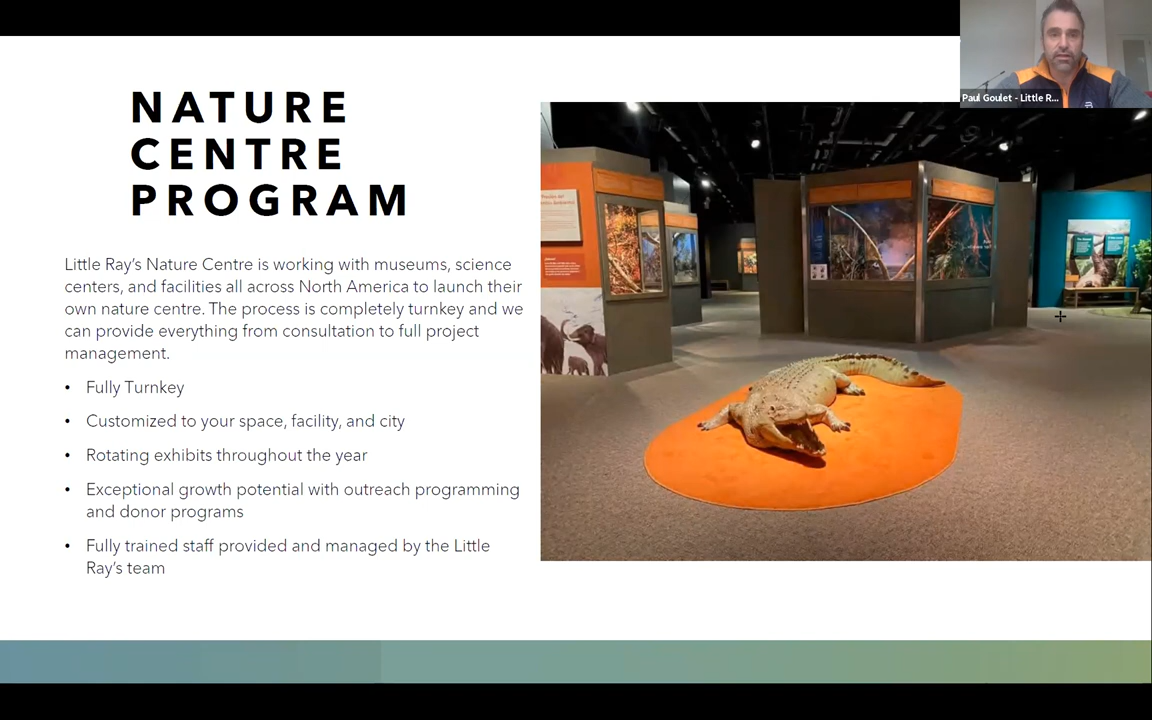 Paul Goulet - Little R...
NATURE
CENTRE
PROGRAM
Little Ray's Nature Centre is working with museums, science
centers, and facilities all across North America to launch their
own nature centre. The process is completely turnkey and we
can provide everything from consultation to full project
management.
• Fully Turnkey
• Customized to your space, facility, and city
• Rotating exhibits throughout the year
• Exceptional growth potential with outreach programming
and donor programs
• Fully trained staff provided and managed by the Little
Ray's team